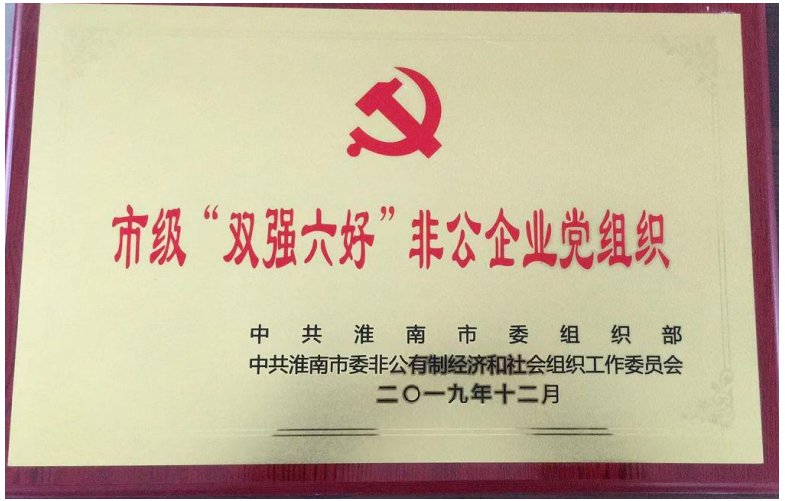 市级“双强六好”非公企业党组织
中共淮南市委组织部
中共淮南市委非公有制经济和社会组织工作委员会
二〇一九年十二月